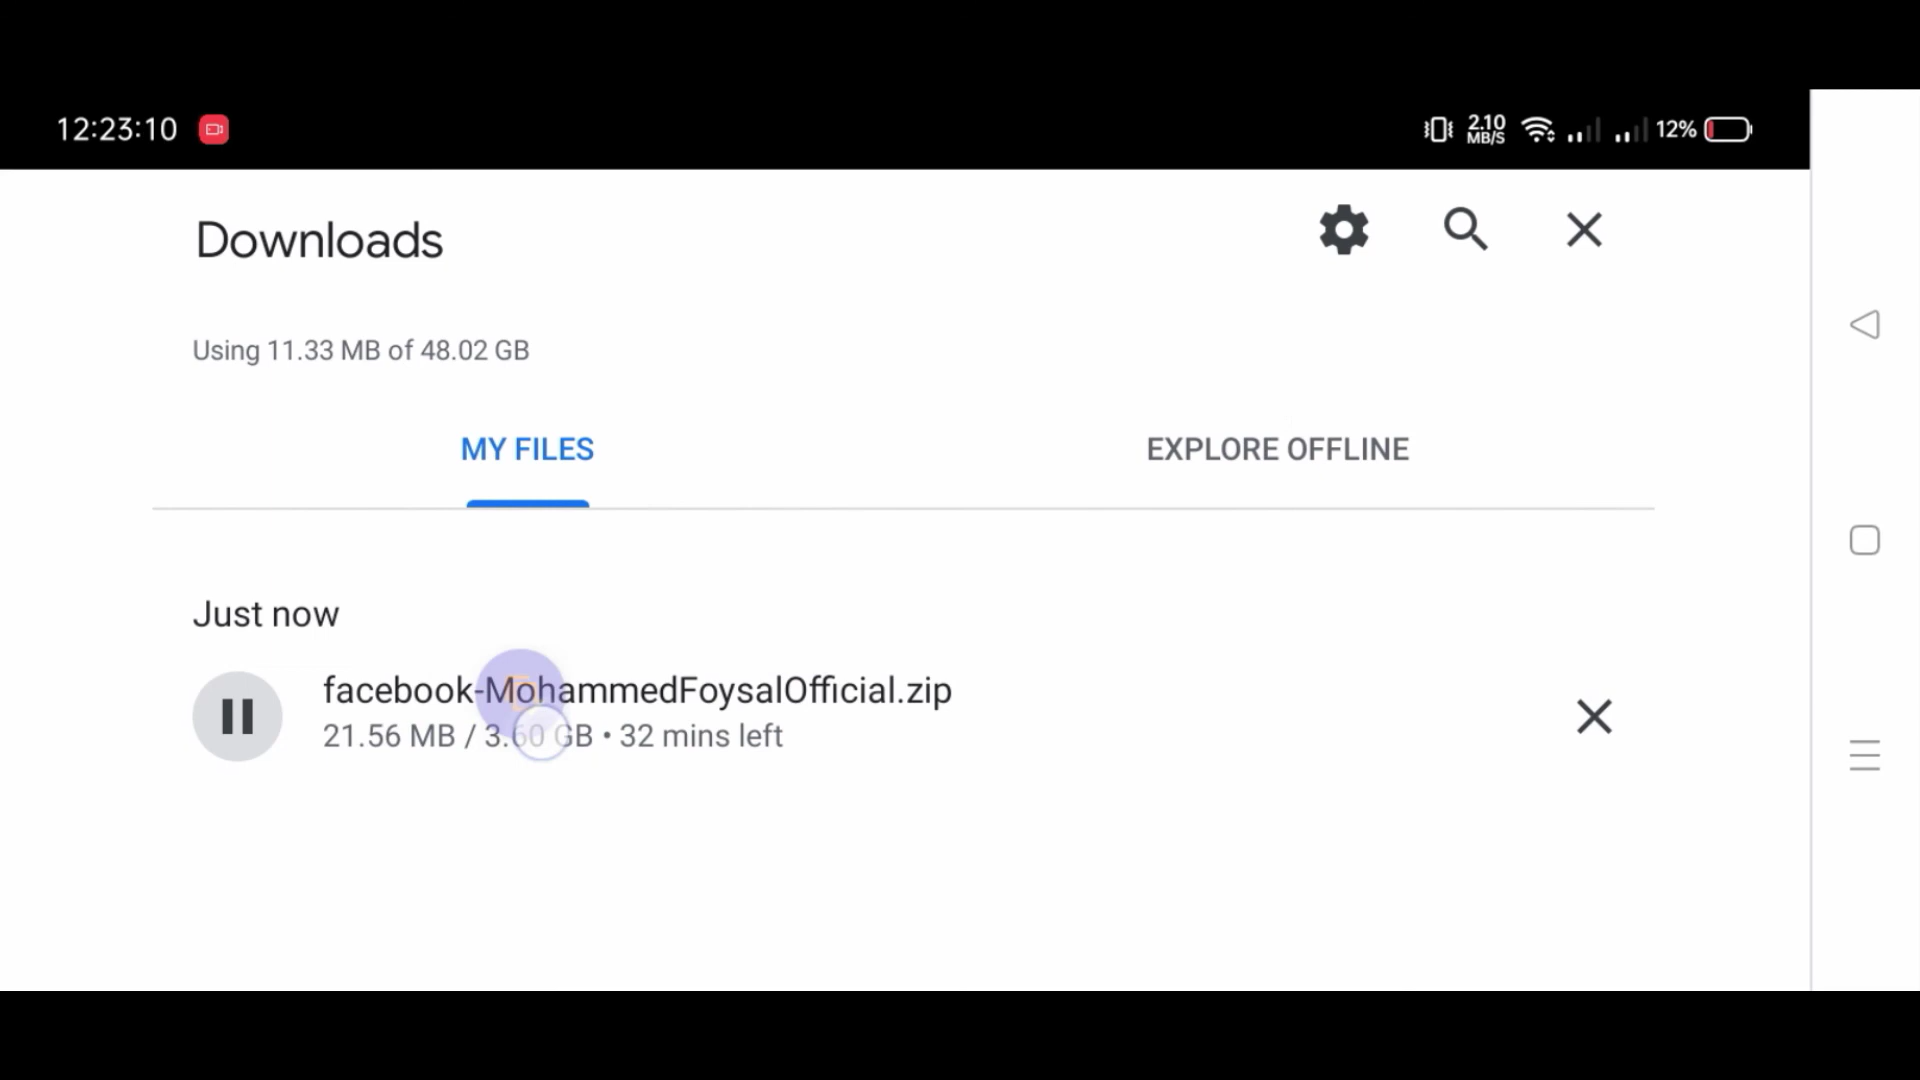 12:23:10
2.10
MB/S
12%
Downloads
Using 11.33 MB of 48.02 GB
MY FILES
EXPLORE OFFLINE
Just now
facebook-MohammedFoysalOfficial.zip
21.56 MB / 3.60 GB • 32 mins left